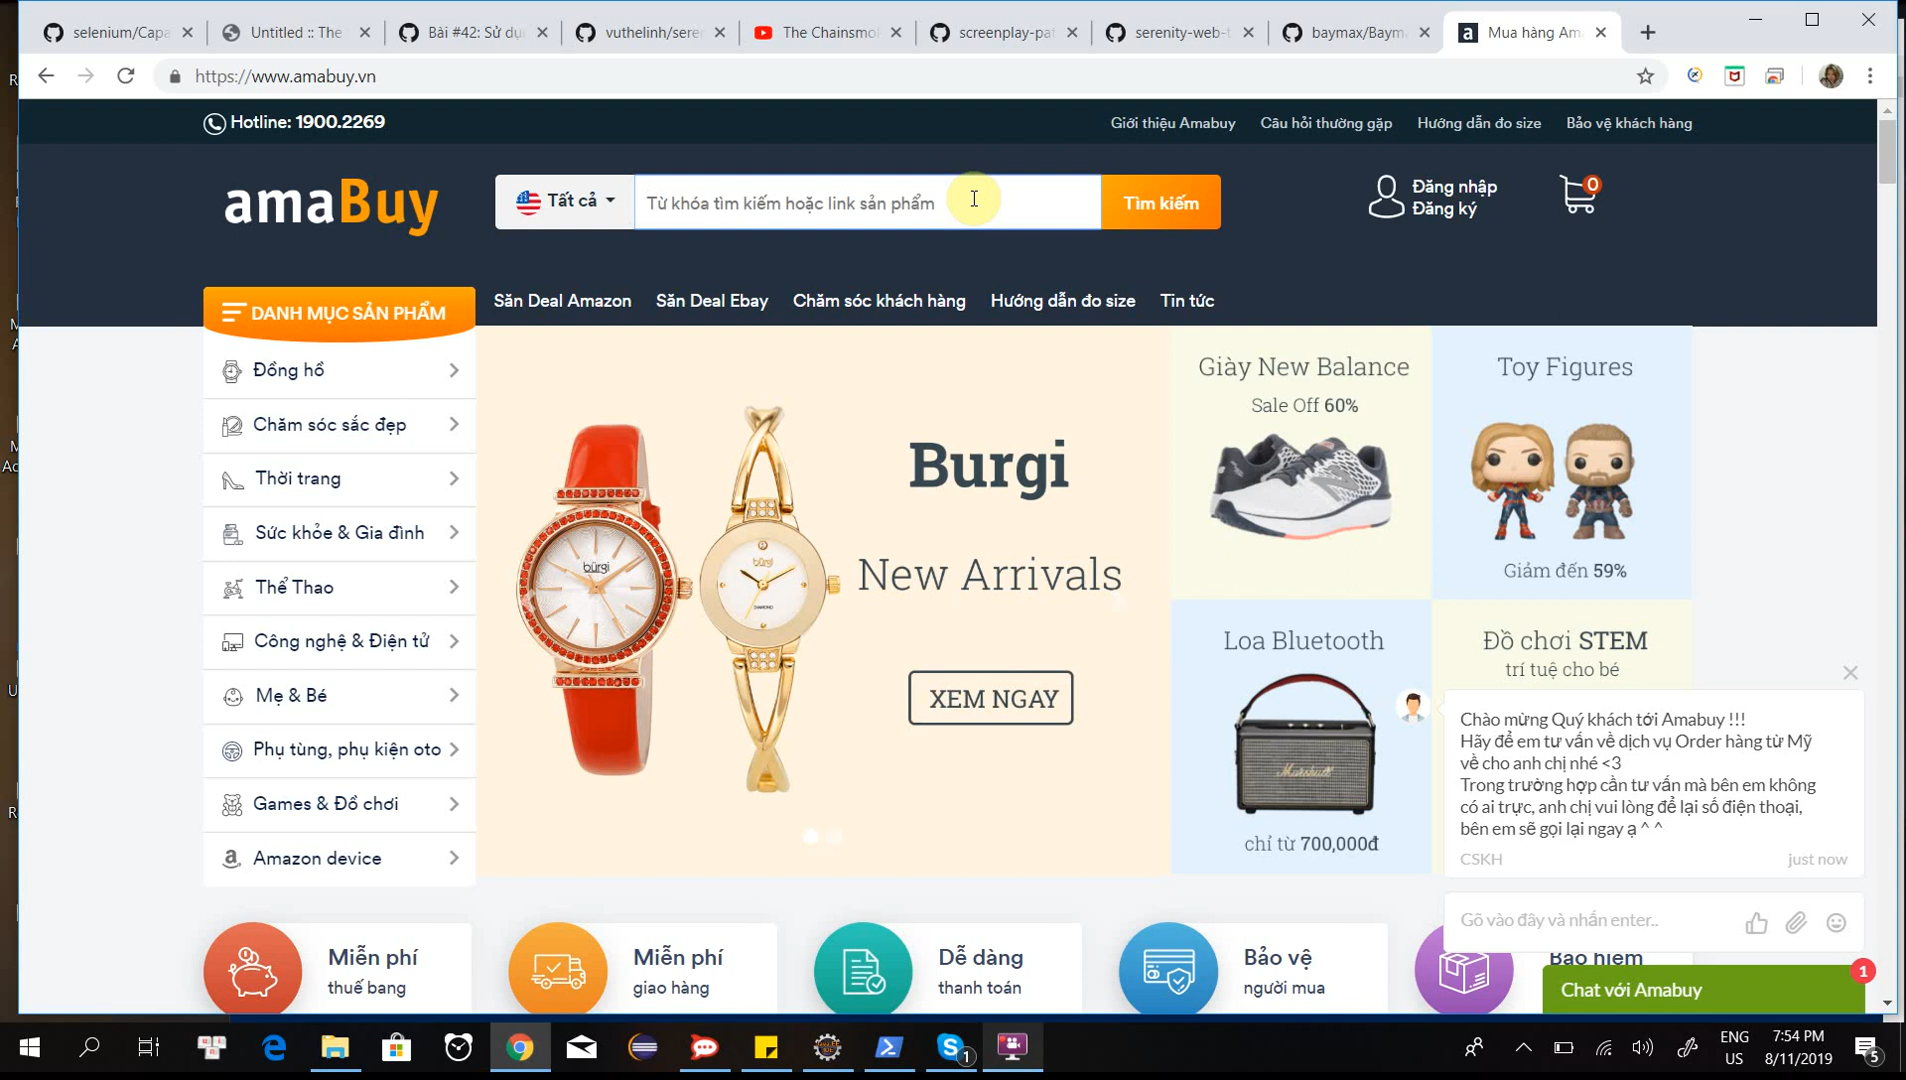 selenium/Capa
Untitled :: The
Bài #42: Sử dụ
vuthelinh/sere
The Chainsmo
screenplay-pat
serenity-web-t
baymax/Baym
Mua hàng Ama
https://www.amabuy.vn
Hotline: 1900.2269
Giới thiệu Amabuy
Câu hỏi thường gặp
Hướng dẫn đo size
Bảo vệ khách hàng
amaBuy
Tất cả
Từ khóa tìm kiếm hoặc link sản phẩm
Tìm kiếm
Đăng nhập
Đăng ký
0
DANH MỤC SẢN PHẨM
Săn Deal Amazon
Săn Deal Ebay
Chăm sóc khách hàng
Hướng dẫn đo size
Tin tức
Đồng hồ
Chăm sóc sắc đẹp
Thời trang
Sức khỏe & Gia đình
Thể Thao
Công nghệ & Điện tử
Mẹ & Bé
Phụ tùng, phụ kiện oto
Games & Đồ chơi
Amazon device
bürgi
bürgi
DIAMOND
Burgi
New Arrivals
XEM NGAY
Giày New Balance
Sale Off 60%
Toy Figures
Giảm đến 59%
Loa Bluetooth
Marshall
chỉ từ 700,000đ
Đồ chơi STEM
trí tuệ cho bé
Chào mừng Quý khách tới Amabuy !!!
Hãy để em tư vấn về dịch vụ Order hàng từ Mỹ
về cho anh chị nhé <3
Trong trường hợp cần tư vấn mà bên em không
có ai trực, anh chị vui lòng để lại số điện thoại,
bên em sẽ gọi lại ngay ạ ^ ^
CSKH
just now
Gõ vào đây và nhấn enter..
Miễn phí
thuế bang
Miễn phí
giao hàng
Dễ dàng
thanh toán
Bảo vệ
người mua
Bảo hiểm
Chat với Amabuy
1
1
ENG
US
7:54 PM
8/11/2019
5